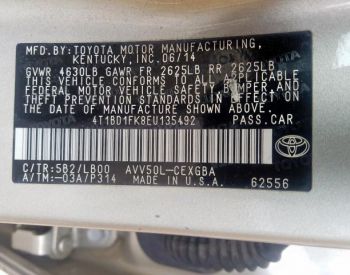 MFD.BY: TOYOTA MOTOR MANUFACTURING,
KENTUCKY, INC. 06/14
GVWR 4630LB GAWR FR 2625LB RR 2625LB
THIS VEHICLE CONFORMS TO ALL APPLICABLE
FEDERAL MOTOR VEHICLE SAFETY, BUMPER, AND
THEFT PREVENTION STANDARDS IN EFFECT ON
THE DATE OF MANUFACTURE SHOWN ABOVE.
4T1BD1FK8EU135492 PASS.CAR
C/TR: 5B2/LB00 AVV50L-CEXGBA
A/TM: -03A/P314 MADE IN U.S.A.
TOYOTA
62556